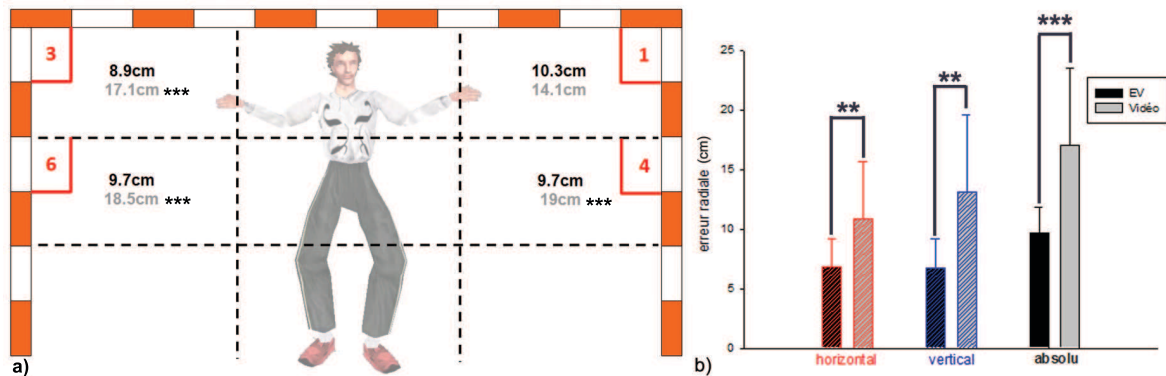 3
1
8.9cm
17.1cm ***
10.3cm
14.1cm
6
4
9.7cm
18.5cm ***
9.7cm
19cm ***
a)
***
25
EV
Vidéo
20
**
**
15
erreur radiale (cm)
10
5
0
horizontal
vertical
absolu
b)